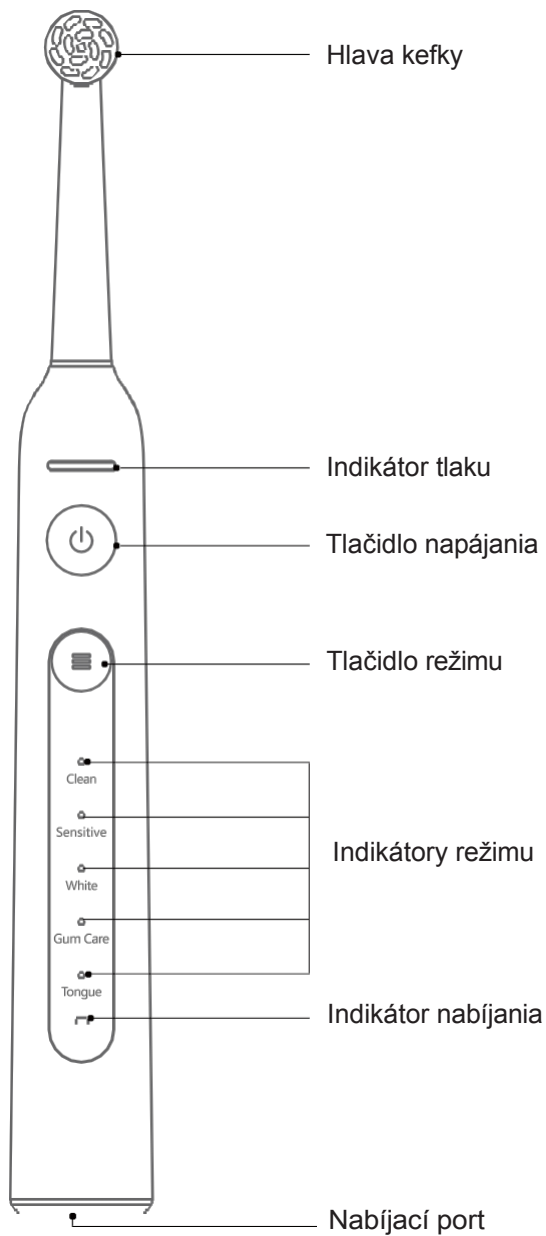 Hlava kefky
Indikátor tlaku
Tlačidlo napájania
Tlačidlo režimu
Clean
Sensitive
White
Gum Care
Tongue
Indikátory režimu
Indikátor nabíjania
Nabíjací port